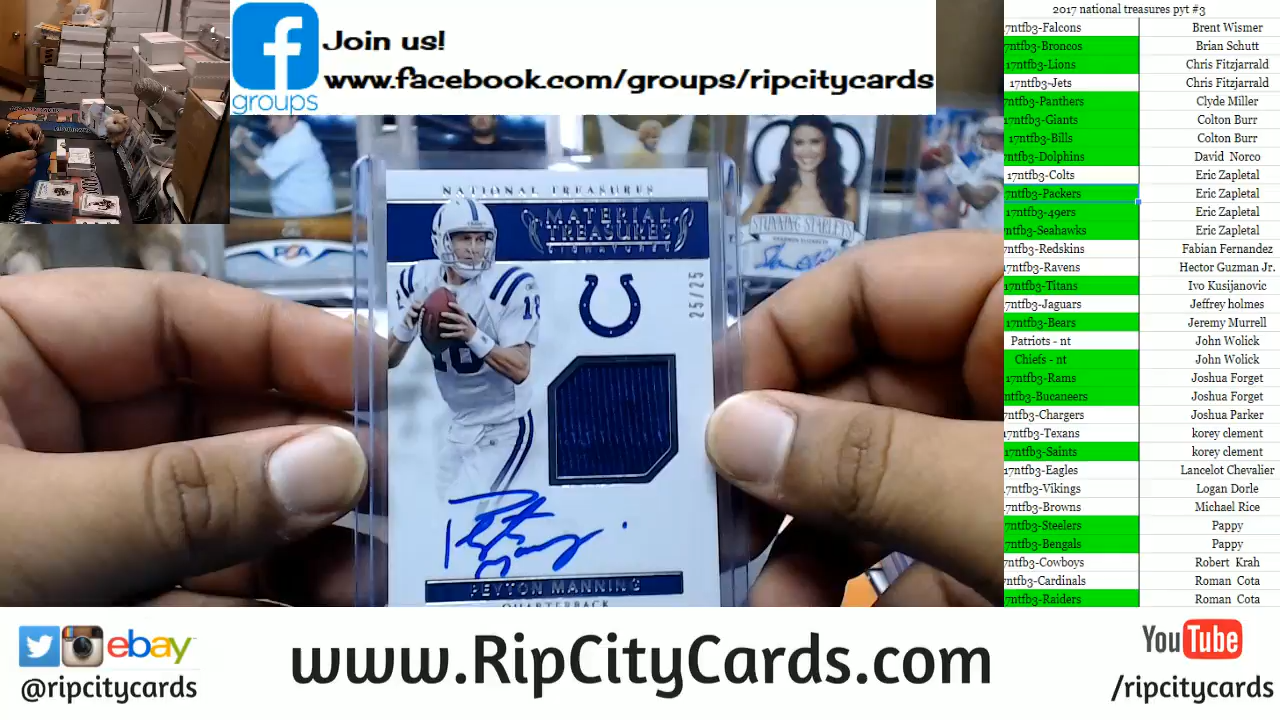 Join us!
www.facebook.com/groups/ripcitycards
groups
NATIONAL TREASURES
MATERIAL
TREASURES
SIGNATURES
25/25
18
18
PSA
STUNNING STARLETS
Peyton Manning
PEYTON MANNING
QUARTERBACK
2017 national treasures pyt #3
17ntfb3-Falcons Brent Wismer
17ntfb3-Broncos Brian Schutt
17ntfb3-Lions Chris Fitzjarrald
17ntfb3-Jets Chris Fitzjarrald
17ntfb3-Panthers Clyde Miller
17ntfb3-Giants Colton Burr
17ntfb3-Bills Colton Burr
17ntfb3-Dolphins David Norco
17ntfb3-Colts Eric Zapletal
17ntfb3-Packers Eric Zapletal
17ntfb3-49ers Eric Zapletal
17ntfb3-Seahawks Eric Zapletal
17ntfb3-Redskins Fabian Fernandez
17ntfb3-Ravens Hector Guzman Jr.
17ntfb3-Titans Ivo Kusijanovic
17ntfb3-Jaguars Jeffrey holmes
17ntfb3-Bears Jeremy Murrell
Patriots - nt John Wolick
Chiefs - nt John Wolick
17ntfb3-Rams Joshua Forget
17ntfb3-Bucaneers Joshua Forget
17ntfb3-Chargers Joshua Parker
17ntfb3-Texans korey clement
17ntfb3-Saints korey clement
17ntfb3-Eagles Lancelot Chevalier
17ntfb3-Vikings Logan Dorle
17ntfb3-Browns Michael Rice
17ntfb3-Steelers Pappy
17ntfb3-Bengals Pappy
17ntfb3-Cowboys Robert Krah
17ntfb3-Cardinals Roman Cota
17ntfb3-Raiders Roman Cota
ebay
@ripcitycards
www.RipCityCards.com
YouTube
/ripcitycards